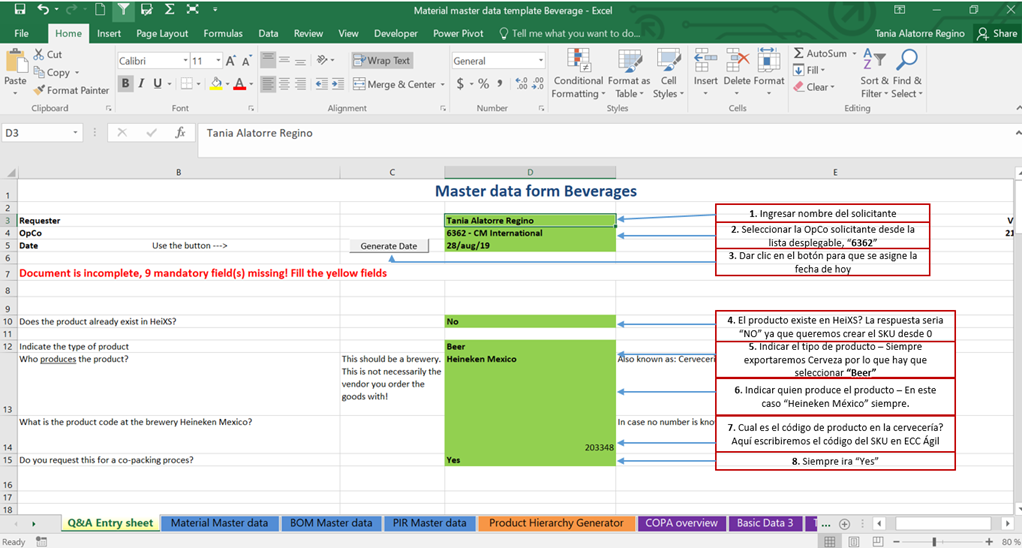 Material master data template Beverage - Excel
File Home Insert Page Layout Formulas Data Review View Developer Power Pivot Tell me what you want to do... Tania Alatorre Regino Share
Paste
Cut
Copy
Format Painter
Clipboard
Calibri 11
B I U
Font
Wrap Text
Merge & Center
Alignment
General
$ % ,
Number
Conditional Formatting
Format as Table
Cell Styles
Styles
Insert Delete Format
Cells
AutoSum
Fill
Clear
Sort & Filter
Find & Select
Editing
D3 fx Tania Alatorre Regino
B C D E
1 Master data form Beverages
2
3 Requester Tania Alatorre Regino V
4 OpCo 6362 - CM International 21
5 Date Use the button ---> Generate Date 28/aug/19
6
7 Document is incomplete, 9 mandatory field(s) missing! Fill the yellow fields
8
9
10 Does the product already exist in HeiXS? No
11
12 Indicate the type of product Beer
13 Who produces the product?
This should be a brewery.
This is not necessarily the
vendor you order the
goods with!
Heineken Mexico
Also known as: Cervecerí
14 What is the product code at the brewery Heineken Mexico? 203348 In case no number is kno
15 Do you request this for a co-packing proces? Yes
16
17
18
1. Ingresar nombre del solicitante
2. Seleccionar la OpCo solicitante desde la
lista desplegable, “6362”
3. Dar clic en el botón para que se asigne la
fecha de hoy
4. El producto existe en HeiXS? La respuesta seria
“NO” ya que queremos crear el SKU desde 0
5. Indicar el tipo de producto – Siempre
exportaremos Cerveza por lo que hay que
seleccionar “Beer”
6. Indicar quien produce el producto – En este
caso “Heineken México” siempre.
7. Cual es el código de producto en la cervecería?
Aquí escribiremos el código del SKU en ECC Ágil
8. Siempre ira “Yes”
Q&A Entry sheet Material Master data BOM Master data PIR Master data Product Hierarchy Generator COPA overview Basic Data 3 ...
Ready 80 %